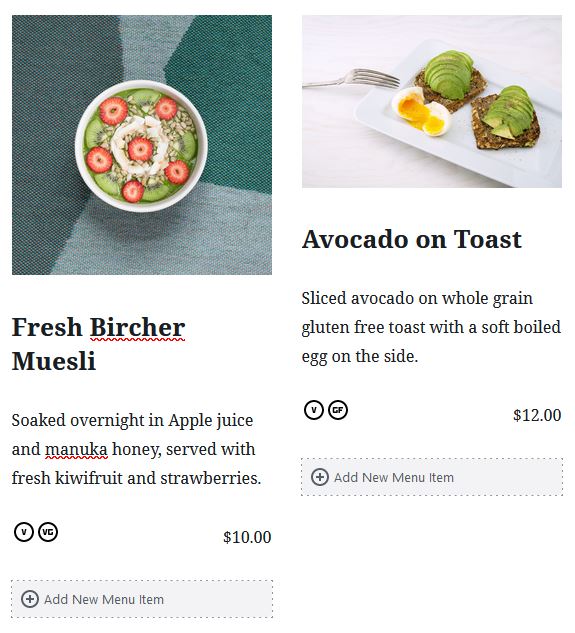 Fresh Bircher
Muesli
Soaked overnight in Apple juice
and manuka honey, served with
fresh kiwifruit and strawberries.
V VG
$10.00
Add New Menu Item
Avocado on Toast
Sliced avocado on whole grain
gluten free toast with a soft boiled
egg on the side.
V GF
$12.00
Add New Menu Item